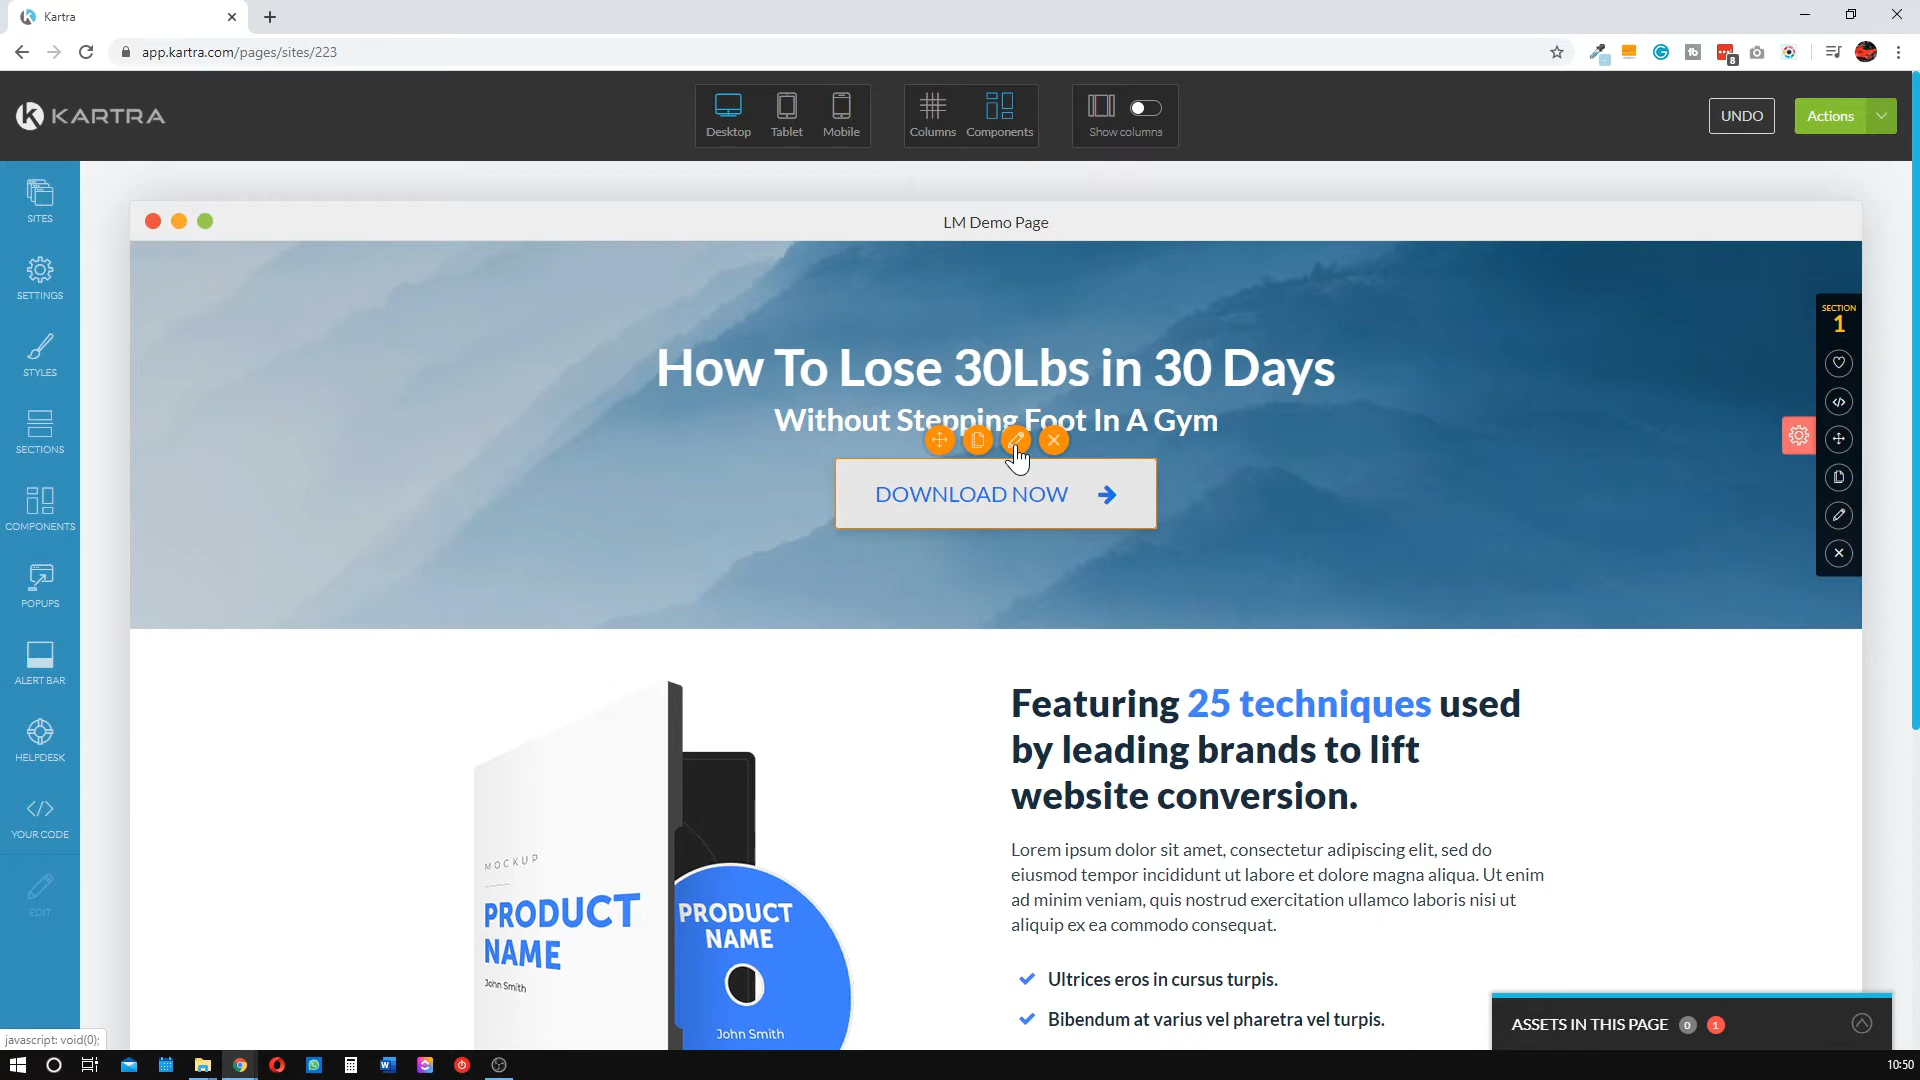 Kartra
app.kartra.com/pages/sites/223
8
KARTRA
Desktop
Tablet
Mobile
Columns
Components
Show columns
UNDO
Actions
SITES
SETTINGS
STYLES
SECTIONS
COMPONENTS
POPUPS
ALERT BAR
HELPDESK
YOUR CODE
EDIT
LM Demo Page
SECTION
1
How To Lose 30Lbs in 30 Days
Without Stepping Foot In A Gym
DOWNLOAD NOW
MOCKUP
PRODUCT
NAME
John Smith
PRODUCT
NAME
John Smith
Featuring 25 techniques used
by leading brands to lift
website conversion.
Lorem ipsum dolor sit amet, consectetur adipiscing elit, sed do
eiusmod tempor incididunt ut labore et dolore magna aliqua. Ut enim
ad minim veniam, quis nostrud exercitation ullamco laboris nisi ut
aliquip ex ea commodo consequat.
Ultrices eros in cursus turpis.
Bibendum at varius vel pharetra vel turpis.
ASSETS IN THIS PAGE 0 1
javascript: void(0);
10:50